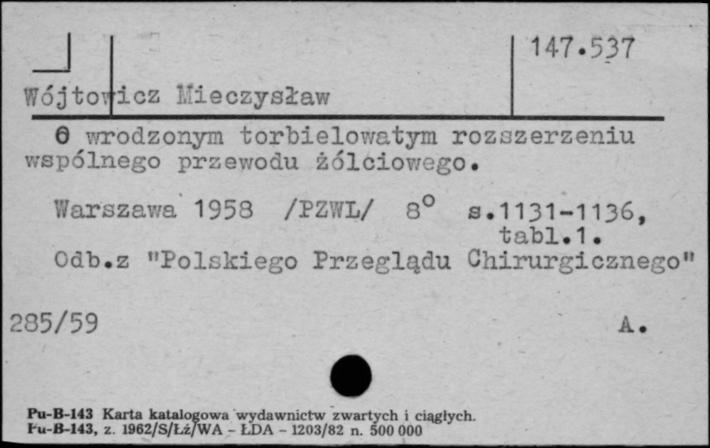 147.537
Wójtowicz Mieczysław
O wrodzonym torbielowatym rozszerzeniu
wspólnego przewodu żólciowego.
Warszawa 1958 /PZWL/ 8° s.1131-1136,
tabl.1.
Odb.z "Polskiego Przeglądu Chirurgicznego"
285/59 A.
Pu-B-143 Karta katalogowa wydawnictw zwartych i ciągłych.
Pu-B-143, z. 1962/S/Łź/WA - ŁDA - 1203/82 n. 500 000